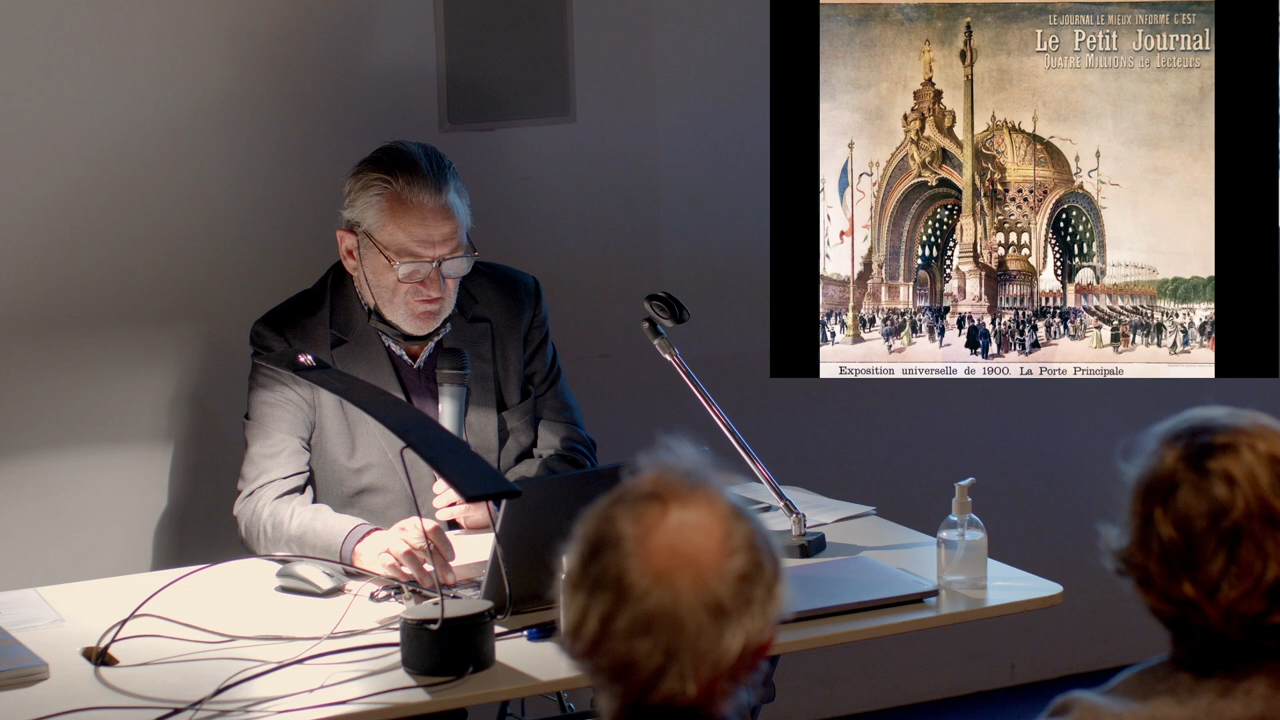 LE JOURNAL LE MIEUX INFORMÉ C'EST
Le Petit Journal
QUATRE MILLIONS de lecteurs
Exposition universelle de 1900. La Porte Principale